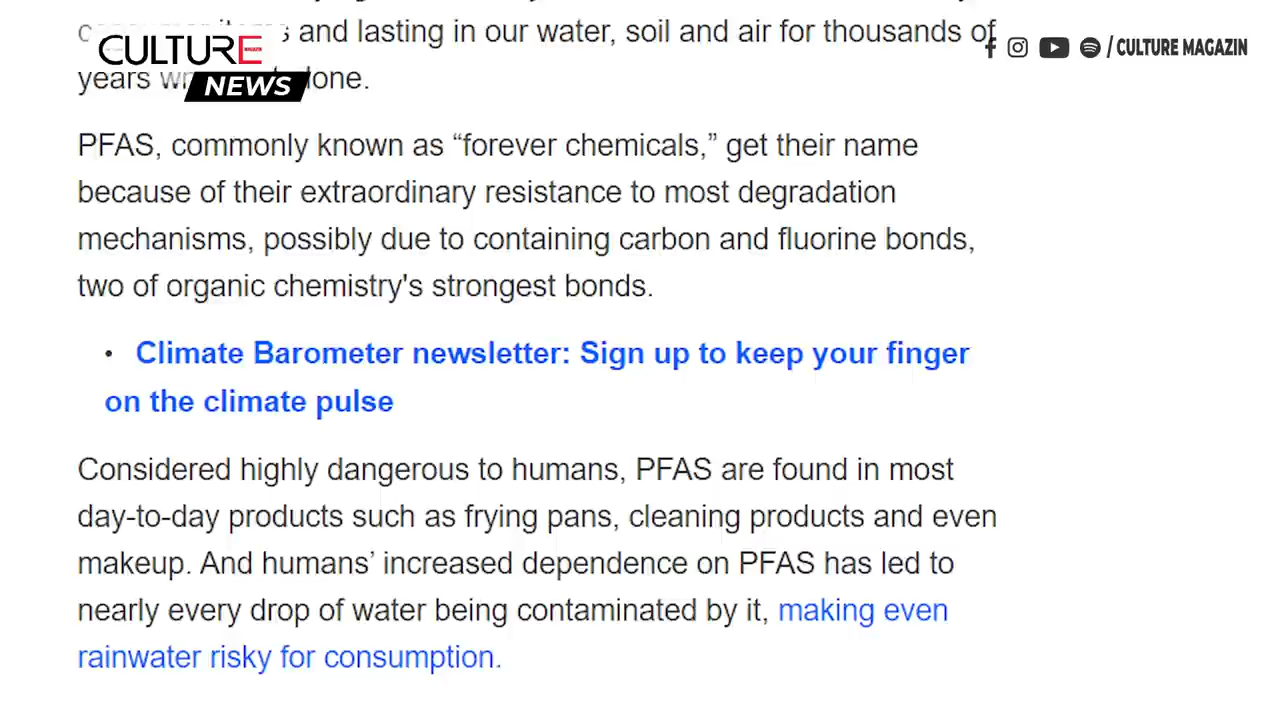 CULTURE
NEWS
/ CULTURE MAGAZIN
and lasting in our water, soil and air for thousands of
years
PFAS, commonly known as “forever chemicals,” get their name
because of their extraordinary resistance to most degradation
mechanisms, possibly due to containing carbon and fluorine bonds,
two of organic chemistry's strongest bonds.
• Climate Barometer newsletter: Sign up to keep your finger
on the climate pulse
Considered highly dangerous to humans, PFAS are found in most
day-to-day products such as frying pans, cleaning products and even
makeup. And humans’ increased dependence on PFAS has led to
nearly every drop of water being contaminated by it, making even
rainwater risky for consumption.